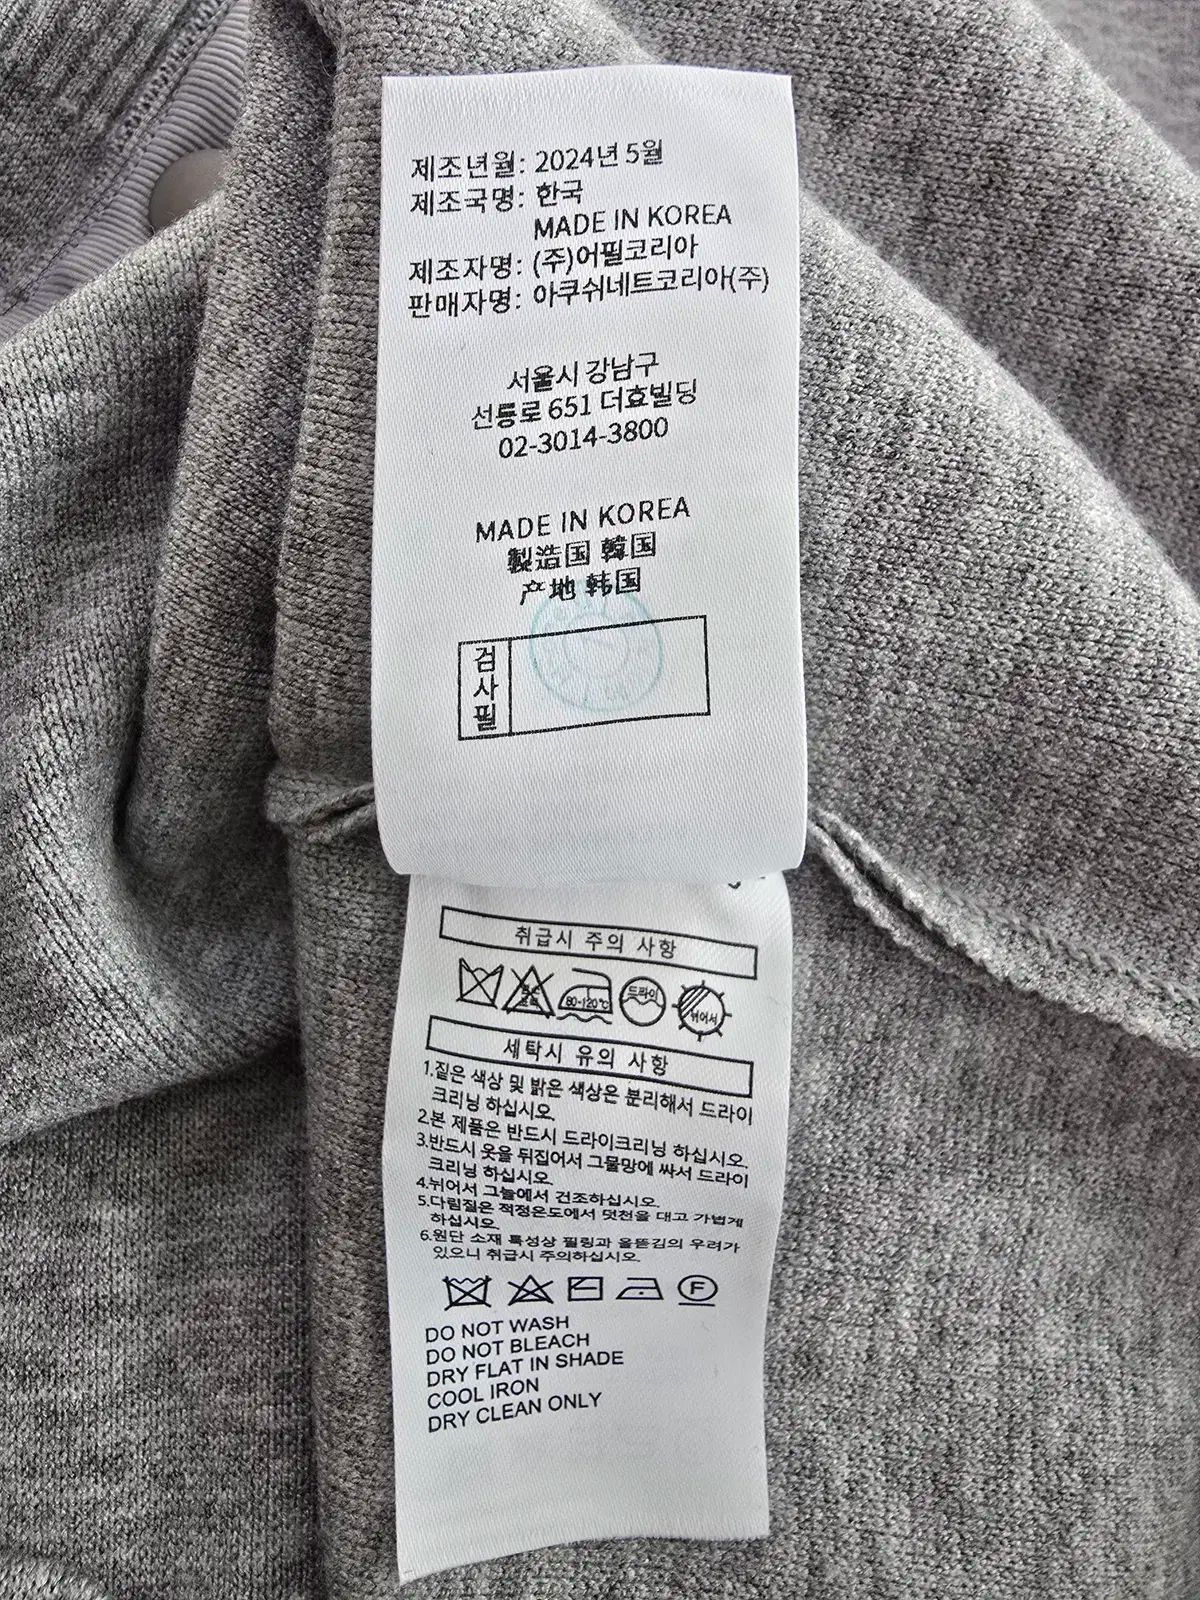 제조년월: 2024년 5월
제조국명: 한국
MADE IN KOREA
제조자명: (주)어필코리아
판매자명: 아쿠쉬네트코리아(주)
서울시 강남구
선릉로 651 더효빌딩
02-3014-3800
MADE IN KOREA
製造国 韓国
产地 韩国
검사필
취급시 주의 사항
80-120℃ 드라이 뉘어서
세탁시 유의 사항
1.짙은 색상 및 밝은 색상은 분리해서 드라이
크리닝 하십시오.
2.본 제품은 반드시 드라이크리닝 하십시오.
3.반드시 옷을 뒤집어서 그물망에 싸서 드라이
크리닝 하십시오.
4.뉘어서 그늘에서 건조하십시오.
5.다림질은 적정온도에서 덧천을 대고 가볍게
하십시오.
6.원단 소재 특성상 필링과 올뜯김의 우려가
있으니 취급시 주의하십시오.
F
DO NOT WASH
DO NOT BLEACH
DRY FLAT IN SHADE
COOL IRON
DRY CLEAN ONLY